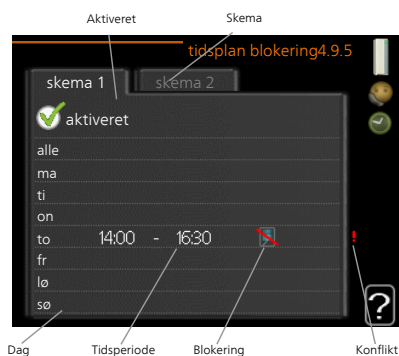 Aktiveret Skema
tidsplan blokering4.9.5
skema 1 skema 2
aktiveret
alle
ma
ti
on
to 14:00 - 16:30 !
fr
lø
sø
?
Dag Tidsperiode Blokering Konflikt